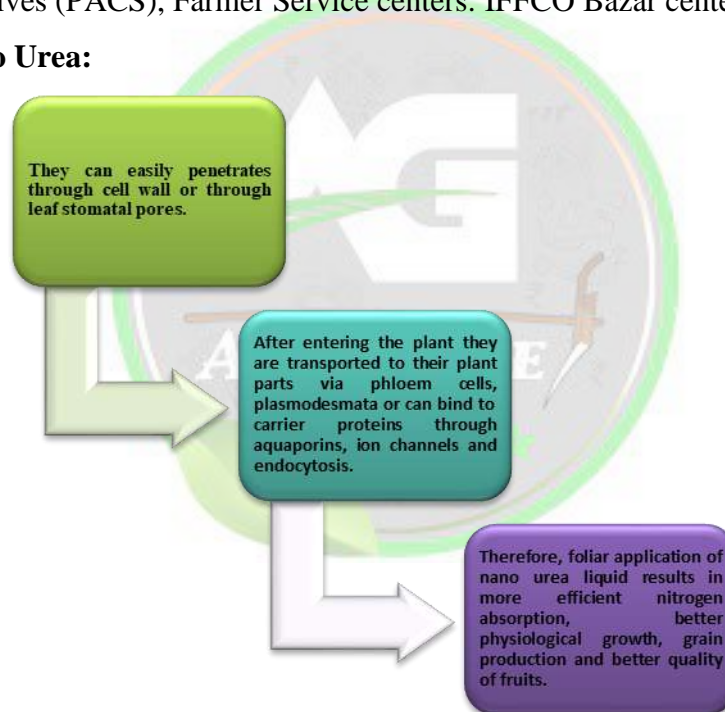 ves (PACS), Farmer Service centers. IFFCO Bazar cente
o Urea:
They can easily penetrates
through cell wall or through
leaf stomatal pores.
After entering the plant they
are transported to their plant
parts via phloem cells,
plasmodesmata or can bind to
carrier proteins through
aquaporins, ion channels and
endocytosis.
Therefore, foliar application of
nano urea liquid results in
more efficient nitrogen
absorption, better
physiological growth, grain
production and better quality
of fruits.